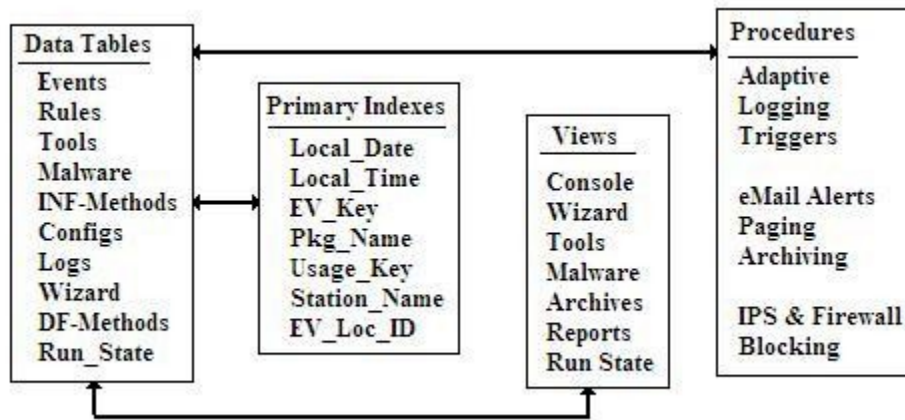 Data Tables
Events
Rules
Tools
Malware
INF-Methods
Configs
Logs
Wizard
DF-Methods
Run_State
Primary Indexes
Local_Date
Local_Time
EV_Key
Pkg_Name
Usage_Key
Station_Name
EV_Loc_ID
Views
Console
Wizard
Tools
Malware
Archives
Reports
Run State
Procedures
Adaptive
Logging
Triggers
eMail Alerts
Paging
Archiving
IPS & Firewall
Blocking